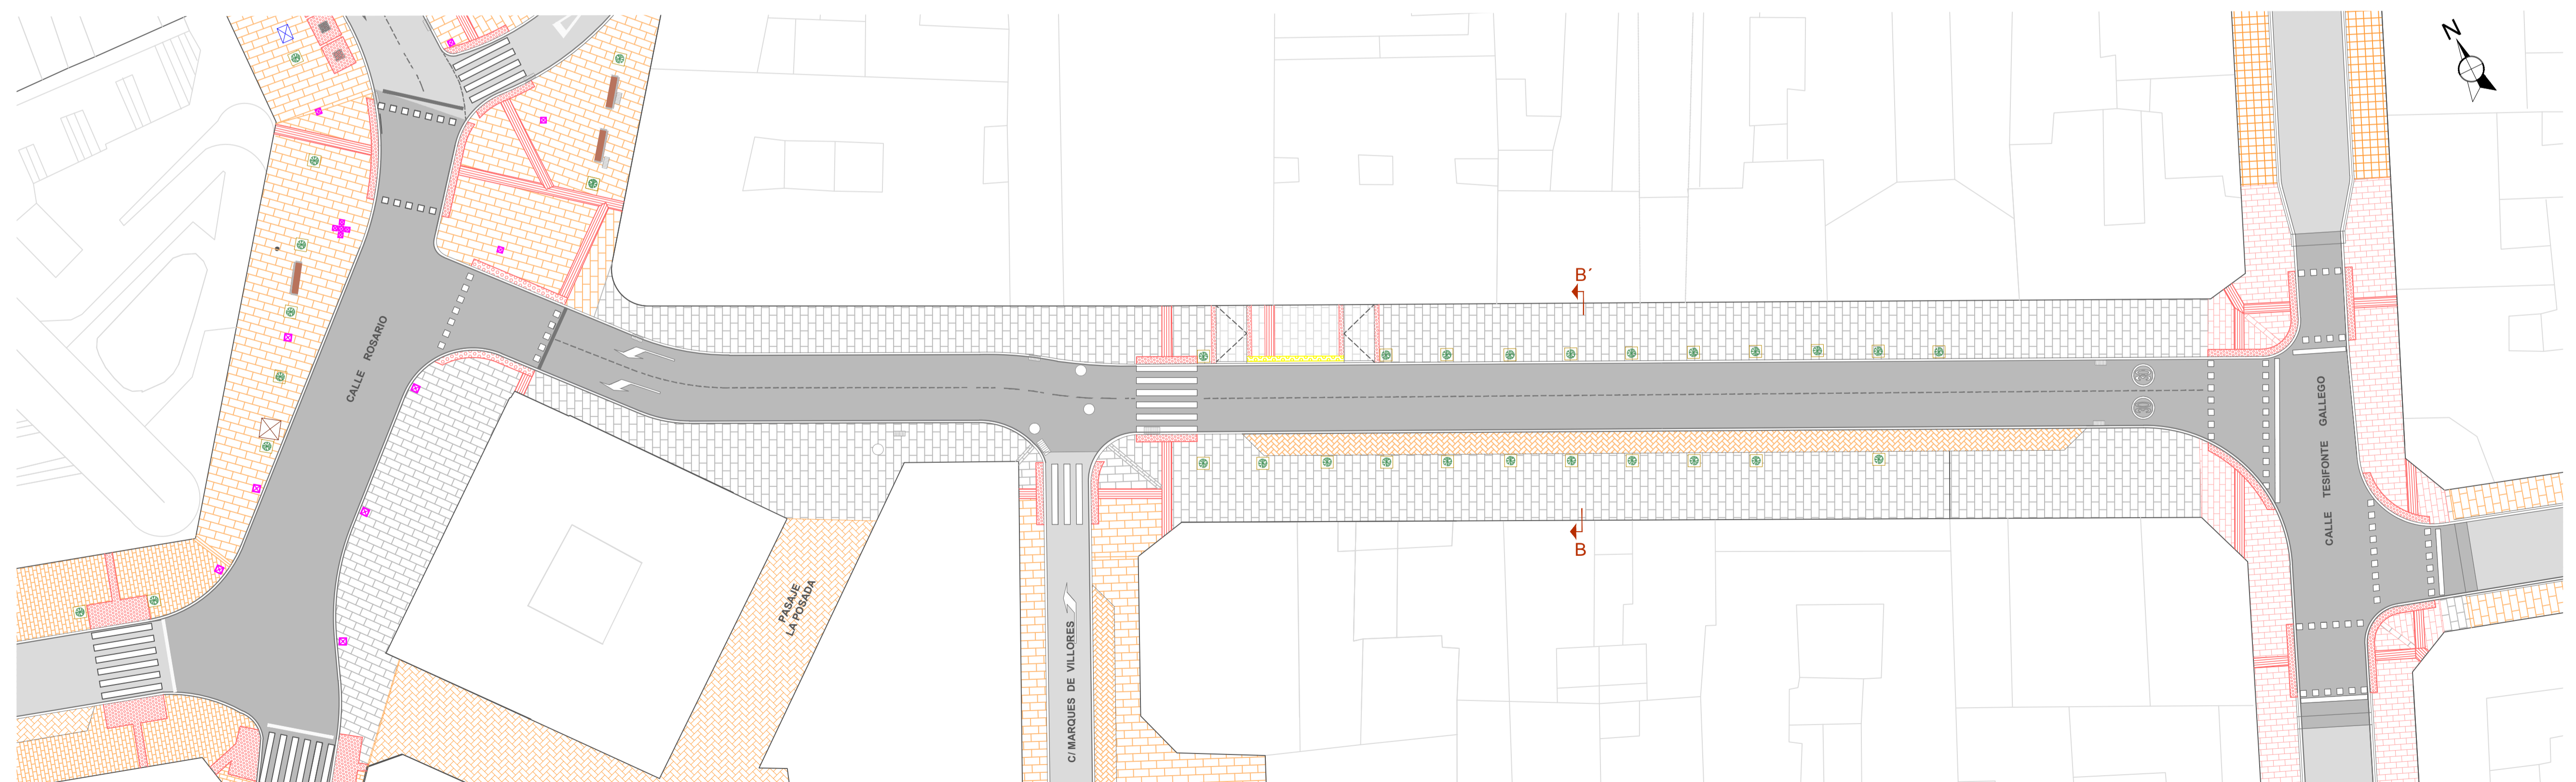 N
B´
CALLE ROSARIO
CALLE TESIFONTE GALLEGO
B
PASAJE
LA POSADA
C/ MARQUES DE VILLORES